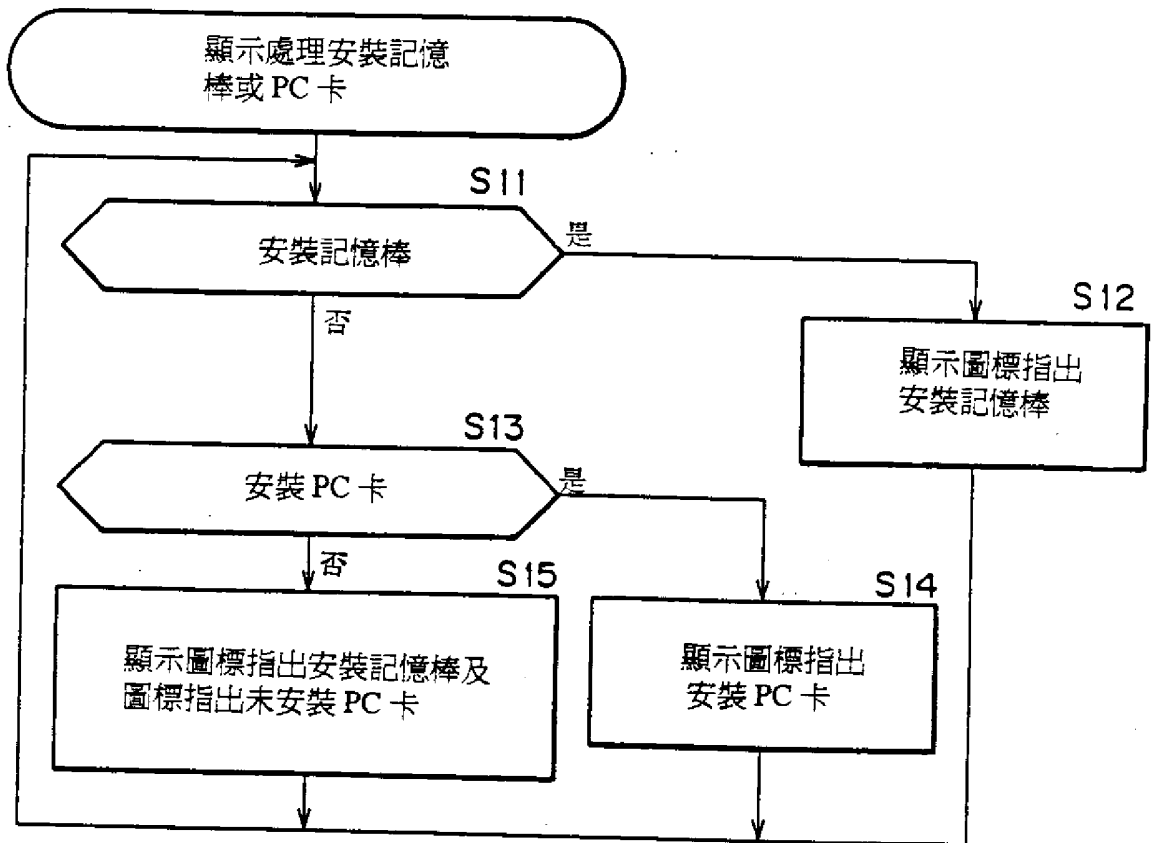 顯示處理安裝記憶
棒或 PC 卡
S11
安裝記憶棒
是
否
S12
顯示圖標指出
安裝記憶棒
S13
安裝 PC 卡
是
否
S15
顯示圖標指出安裝記憶棒及
圖標指出未安裝 PC 卡
S14
顯示圖標指出
安裝 PC 卡